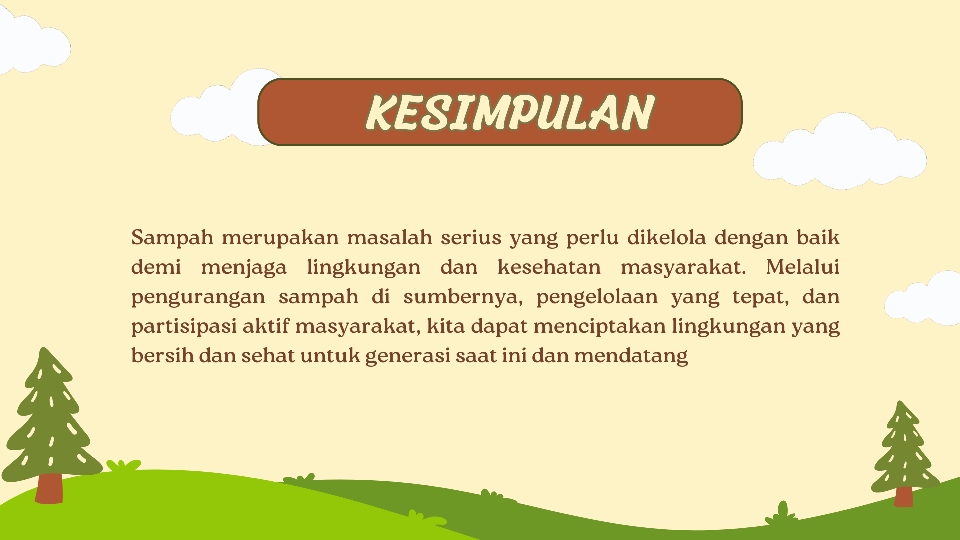 KESIMPULAN
Sampah merupakan masalah serius yang perlu dikelola dengan baik
demi menjaga lingkungan dan kesehatan masyarakat. Melalui
pengurangan sampah di sumbernya, pengelolaan yang tepat, dan
partisipasi aktif masyarakat, kita dapat menciptakan lingkungan yang
bersih dan sehat untuk generasi saat ini dan mendatang